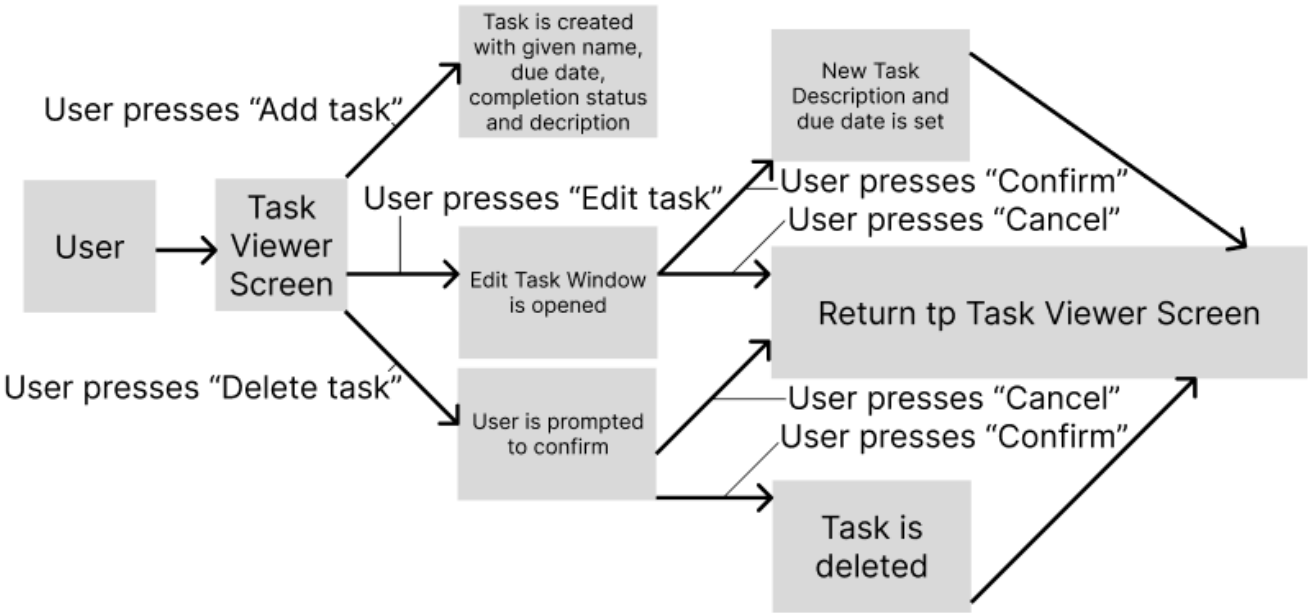 Task is created
with given name,
due date,
completion status
and decription
New Task
Description and
due date is set
User presses “Add task”
User presses “Confirm”
User presses “Edit task”
User presses “Cancel”
User
Task
Viewer
Screen
Edit Task Window
is opened
Return tp Task Viewer Screen
User presses “Delete task”
User presses “Cancel”
User is prompted
to confirm
User presses “Confirm”
Task is
deleted